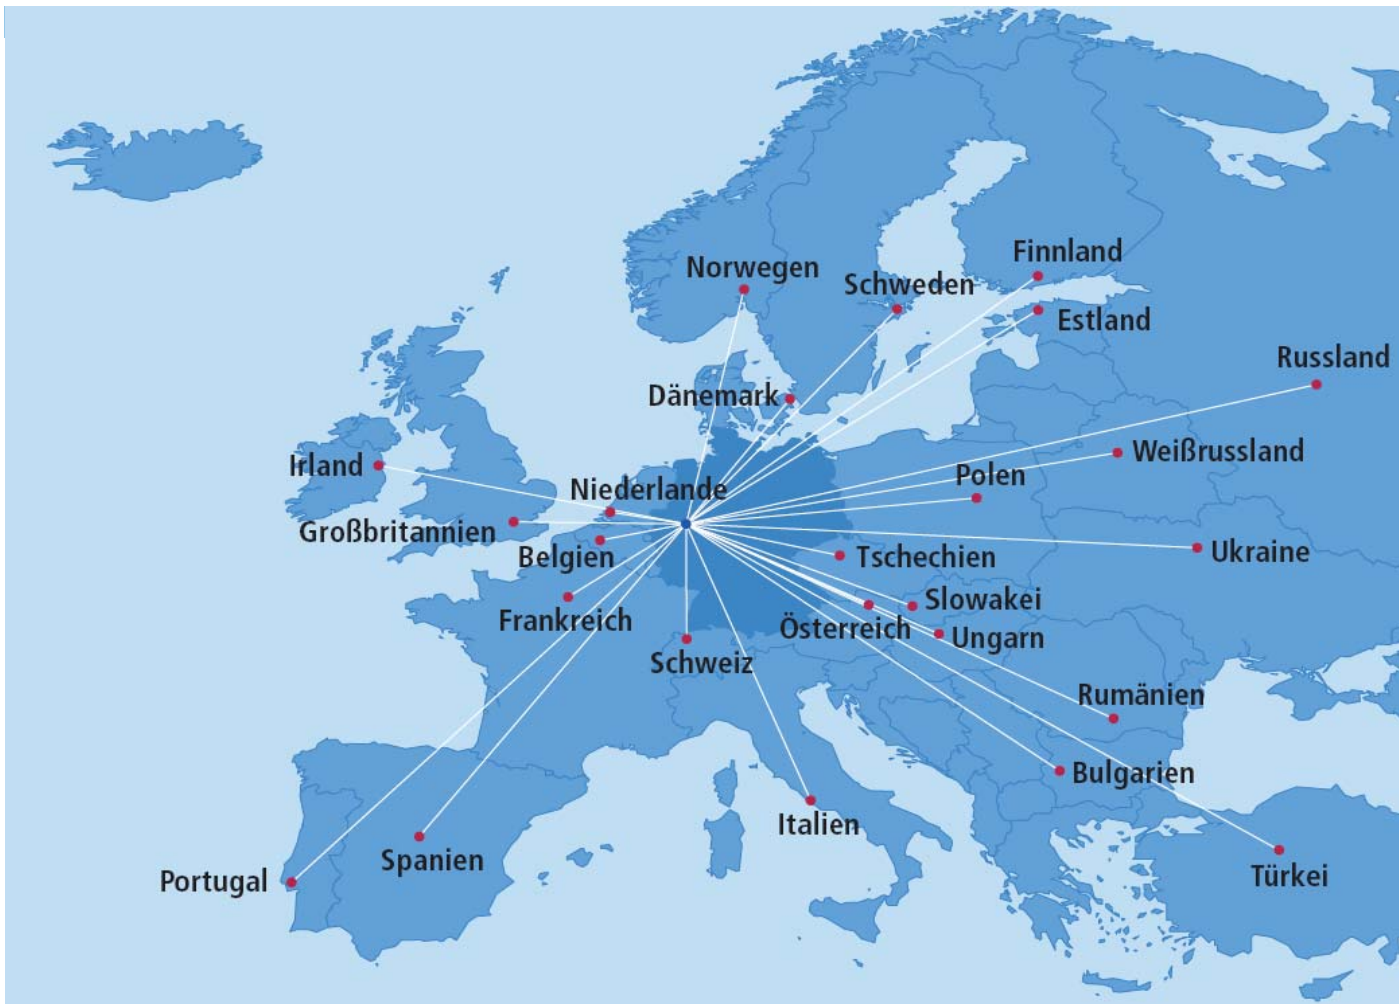 Finnland
Norwegen
Schweden
Estland
Russland
Dänemark
Weißrussland
Irland
Polen
Niederlande
Großbritannien
Belgien
Tschechien
Ukraine
Slowakei
Frankreich
Österreich
Ungarn
Schweiz
Rumänien
Bulgarien
Italien
Spanien
Türkei
Portugal